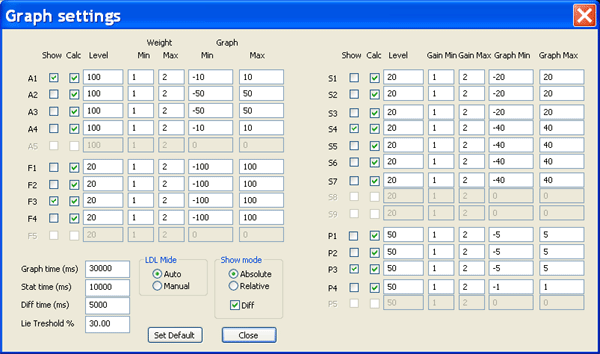 Graph settings
Weight Graph
Show Calc Level Min Max Min Max
A1 100 1 2 -10 10
A2 100 1 2 -50 50
A3 100 1 2 -50 50
A4 100 1 2 -10 10
A5 100 1 2 0 0
F1 20 1 2 -100 100
F2 20 1 2 -100 100
F3 20 1 2 -100 100
F4 20 1 2 -100 100
F5 20 1 2 0 0
Graph time (ms) 30000
Stat time (ms) 10000
Diff time (ms) 5000
Lie Treshold % 30.00
LDL Mide
Auto
Manual
Show mode
Absolute
Relative
Diff
Set Default Close
Show Calc Level Gain Min Gain Max Graph Min Graph Max
S1 20 1 2 -20 20
S2 20 1 2 -20 20
S3 20 1 2 -20 20
S4 20 1 2 -40 40
S5 20 1 2 -40 40
S6 20 1 2 -40 40
S7 20 1 2 -40 40
S8 20 1 2 0 0
S9 20 1 2 0 0
P1 50 1 2 -5 5
P2 50 1 2 -5 5
P3 50 1 2 -5 5
P4 50 1 2 -1 1
P5 50 1 2 0 0